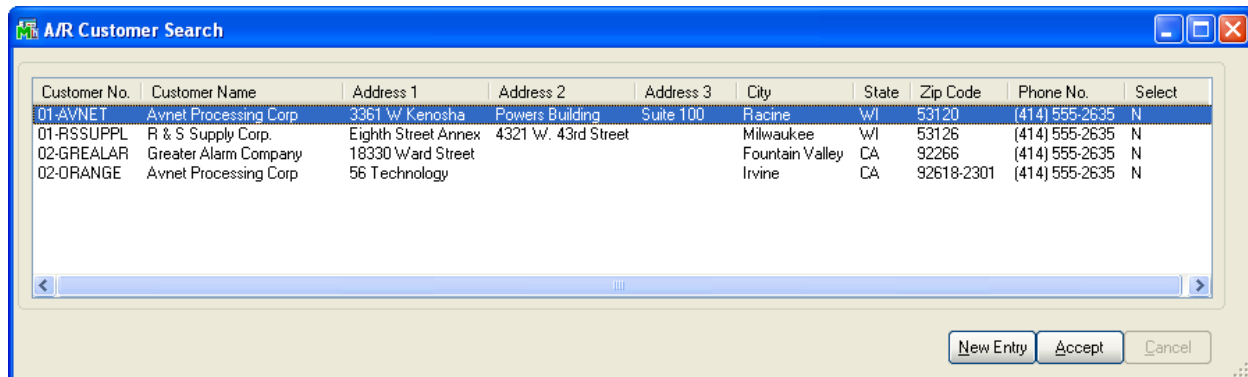 A/R Customer Search
Customer No. Customer Name Address 1 Address 2 Address 3 City State Zip Code Phone No. Select
01-AVNET Avnet Processing Corp 3361 W Kenosha Powers Building Suite 100 Racine WI 53120 (414) 555-2635 N
01-RSSUPPL R & S Supply Corp. Eighth Street Annex 4321 W. 43rd Street Milwaukee WI 53126 (414) 555-2635 N
02-GREALAR Greater Alarm Company 18330 Ward Street Fountain Valley CA 92266 (414) 555-2635 N
02-ORANGE Avnet Processing Corp 56 Technology Irvine CA 92618-2301 (414) 555-2635 N
New Entry Accept Cancel